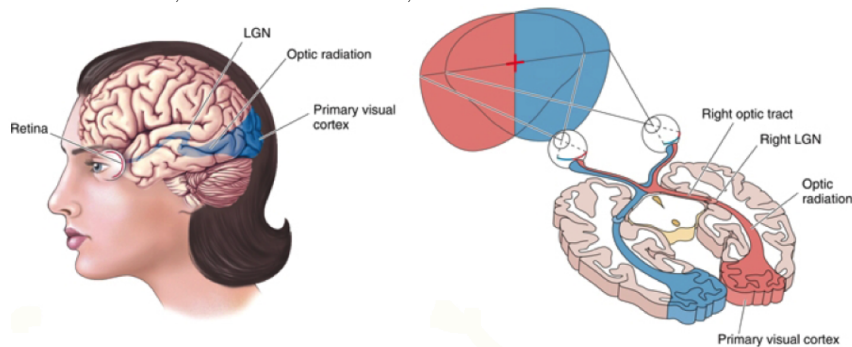 LGN
Optic radiation
Primary visual
cortex
Retina
Right optic tract
Right LGN
Optic
radiation
Primary visual cortex